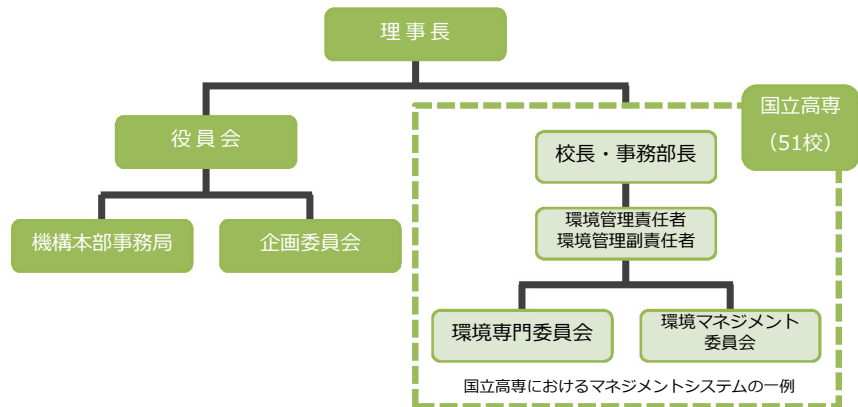 理事長
国立高専
（51校）
役員会
校長・事務部長
機構本部事務局
企画委員会
環境管理責任者
環境管理副責任者
環境専門委員会
環境マネジメント
委員会
国立高専におけるマネジメントシステムの一例